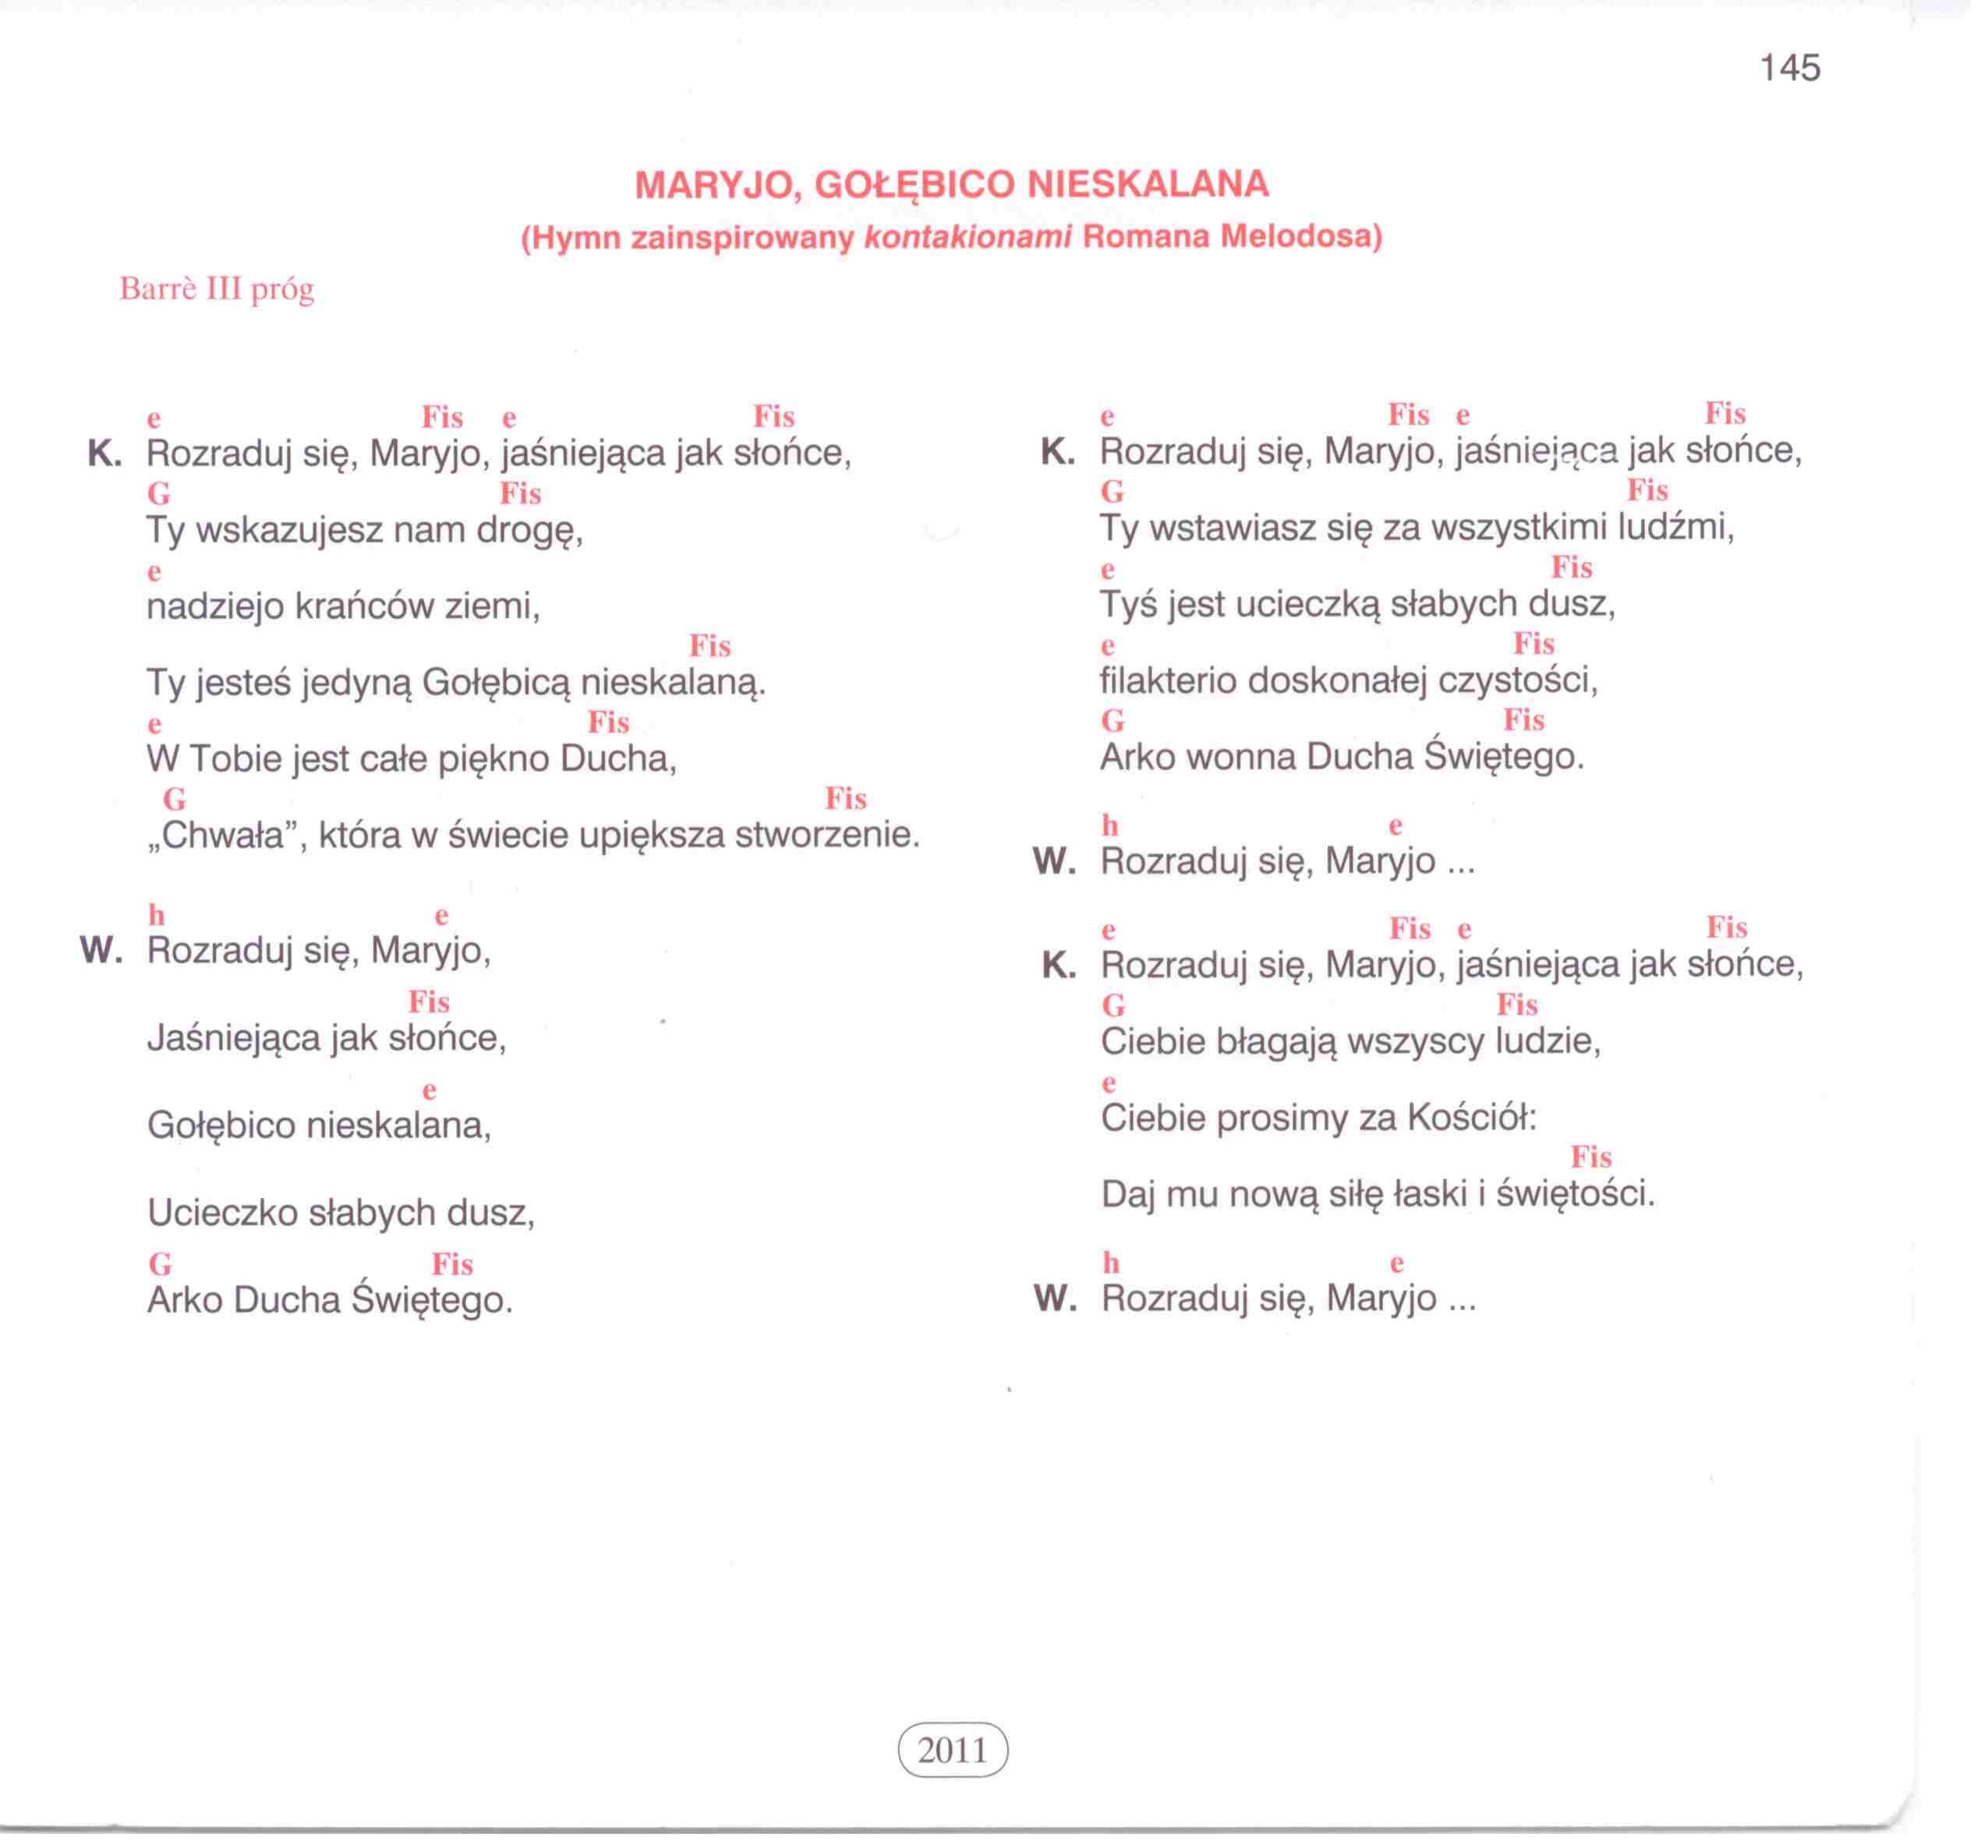 145
MARYJO, GOŁĘBICO NIESKALANA
(Hymn zainspirowany kontakionami Romana Melodosa)
Barrè III próg
e Fis e Fis
K. Rozraduj się, Maryjo, jaśniejąca jak słońce,
G Fis
Ty wskazujesz nam drogę,
e
nadziejo krańców ziemi,
Fis
Ty jesteś jedyną Gołębicą nieskalaną.
e Fis
W Tobie jest całe piękno Ducha,
G Fis
„Chwała”, która w świecie upiększa stworzenie.
h e
W. Rozraduj się, Maryjo,
Fis
Jaśniejąca jak słońce,
e
Gołębico nieskalana,
Ucieczko słabych dusz,
G Fis
Arko Ducha Świętego.
e Fis e Fis
K. Rozraduj się, Maryjo, jaśniejąca jak słońce,
G Fis
Ty wstawiasz się za wszystkimi ludźmi,
e Fis
Tyś jest ucieczką słabych dusz,
e Fis
filakterio doskonałej czystości,
G Fis
Arko wonna Ducha Świętego.
h e
W. Rozraduj się, Maryjo ...
e Fis e Fis
K. Rozraduj się, Maryjo, jaśniejąca jak słońce,
G Fis
Ciebie błagają wszyscy ludzie,
e
Ciebie prosimy za Kościół:
Fis
Daj mu nową siłę łaski i świętości.
h e
W. Rozraduj się, Maryjo ...
2011